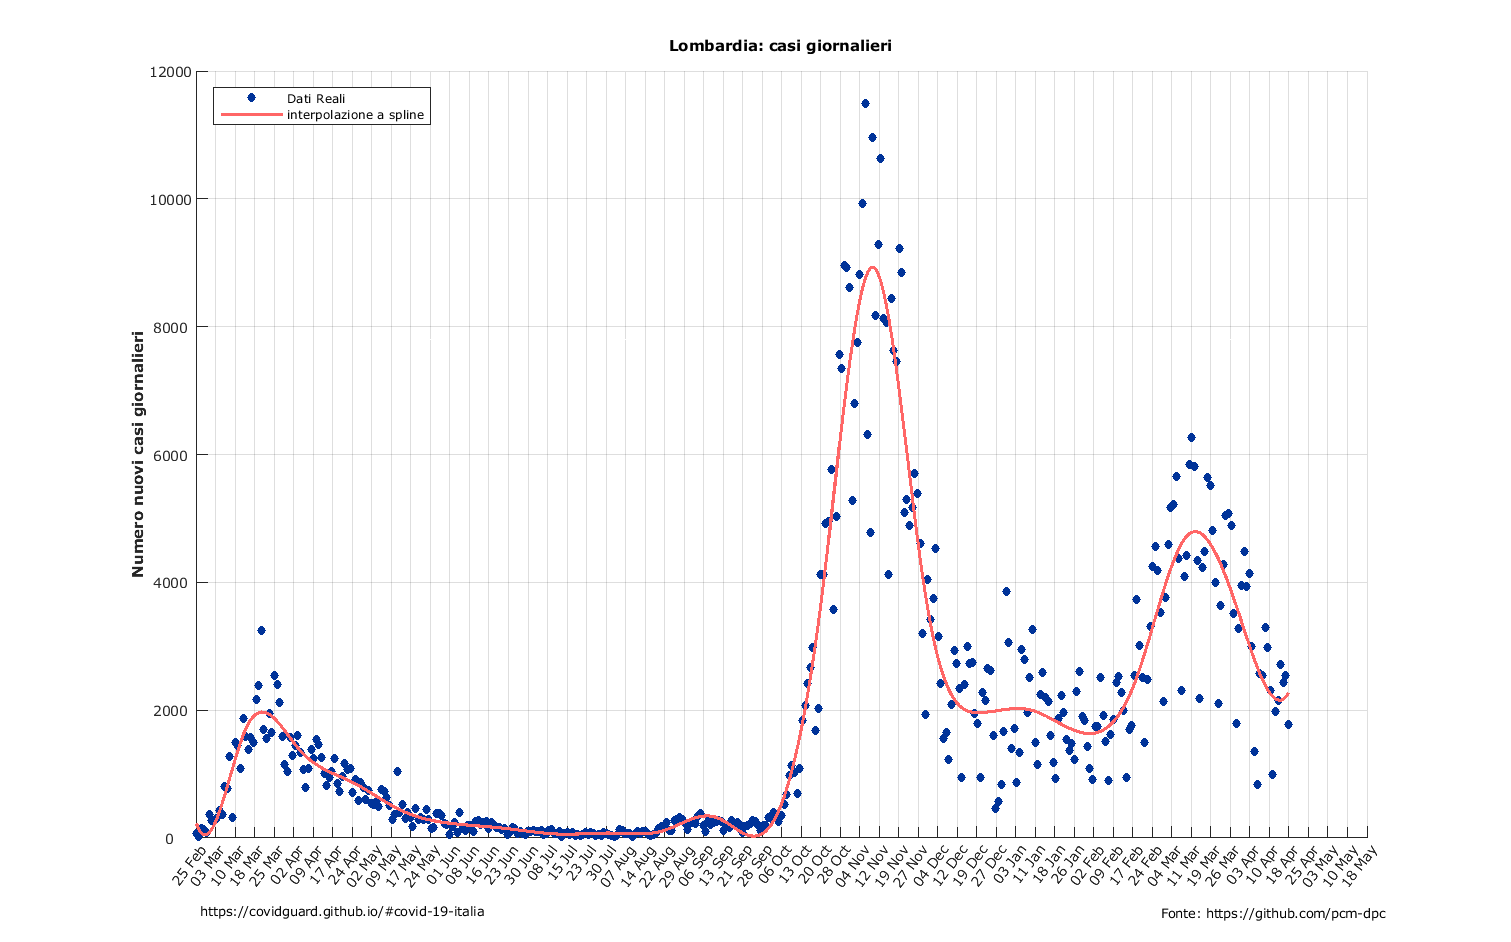 Lombardia: casi giornalieri
12000
10000
8000
6000
4000
2000
0
Numero nuovi casi giornalieri
Dati Reali
interpolazione a spline
25 Feb
03 Mar
10 Mar
18 Mar
25 Mar
02 Apr
09 Apr
17 Apr
24 Apr
02 May
09 May
17 May
24 May
01 Jun
08 Jun
16 Jun
23 Jun
30 Jun
08 Jul
15 Jul
23 Jul
30 Jul
07 Aug
14 Aug
22 Aug
29 Aug
06 Sep
13 Sep
21 Sep
28 Sep
06 Oct
13 Oct
20 Oct
28 Oct
04 Nov
12 Nov
19 Nov
27 Nov
04 Dec
12 Dec
19 Dec
27 Dec
03 Jan
11 Jan
18 Jan
26 Jan
02 Feb
09 Feb
17 Feb
24 Feb
04 Mar
11 Mar
19 Mar
26 Mar
03 Apr
10 Apr
18 Apr
25 Apr
03 May
10 May
18 May
https://covidguard.github.io/#covid-19-italia
Fonte: https://github.com/pcm-dpc